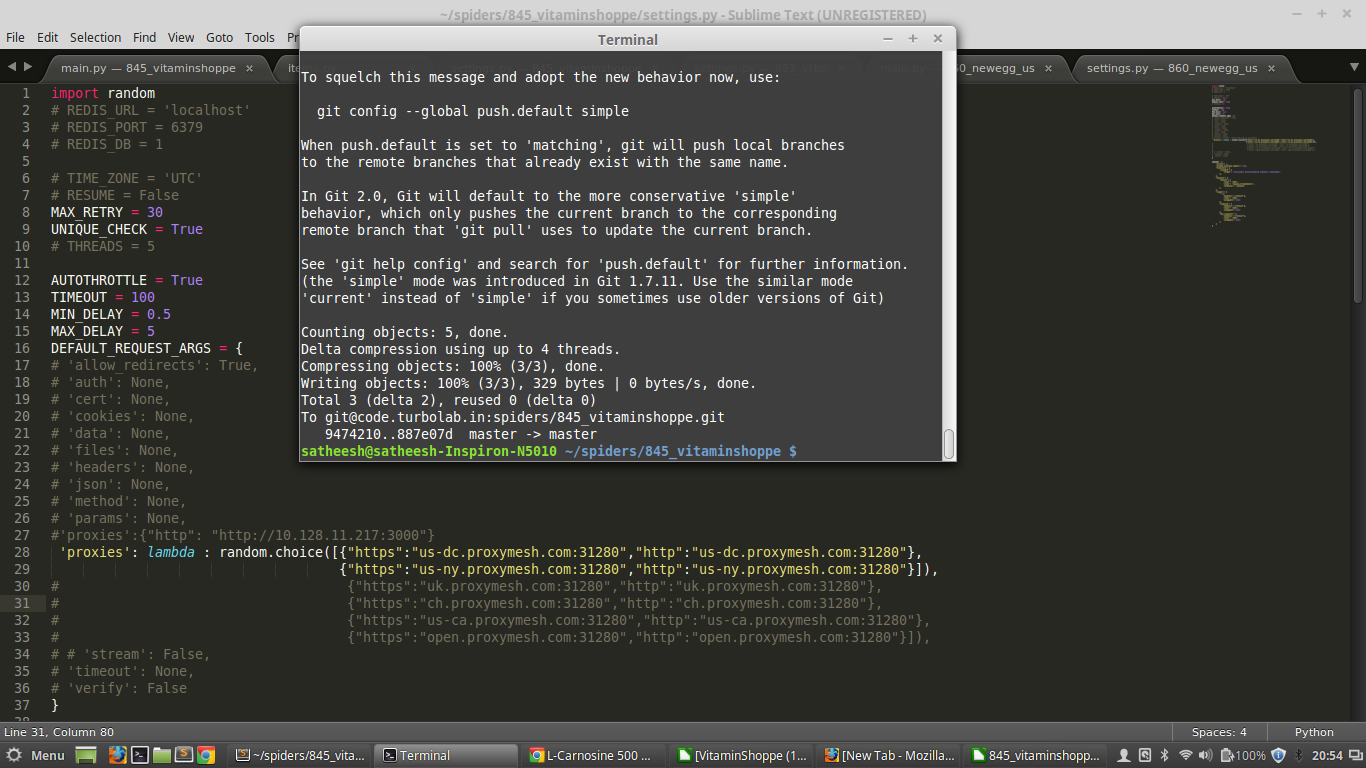 ~/spiders/845_vitaminshoppe/settings.py - Sublime Text (UNREGISTERED)
File Edit Selection Find View Goto Tools Pr
main.py — 845_vitaminshoppe × settings.py — 860_newegg_us ×
60_newegg_us ×
Terminal
To squelch this message and adopt the new behavior now, use:
git config --global push.default simple
When push.default is set to 'matching', git will push local branches
to the remote branches that already exist with the same name.
In Git 2.0, Git will default to the more conservative 'simple'
behavior, which only pushes the current branch to the corresponding
remote branch that 'git pull' uses to update the current branch.
See 'git help config' and search for 'push.default' for further information.
(the 'simple' mode was introduced in Git 1.7.11. Use the similar mode
'current' instead of 'simple' if you sometimes use older versions of Git)
Counting objects: 5, done.
Delta compression using up to 4 threads.
Compressing objects: 100% (3/3), done.
Writing objects: 100% (3/3), 329 bytes | 0 bytes/s, done.
Total 3 (delta 2), reused 0 (delta 0)
To git@code.turbolab.in:spiders/845_vitaminshoppe.git
9474210..887e07d master -> master
satheesh@satheesh-Inspiron-N5010 ~/spiders/845_vitaminshoppe $
1 import random
2 # REDIS_URL = 'localhost'
3 # REDIS_PORT = 6379
4 # REDIS_DB = 1
5
6 # TIME_ZONE = 'UTC'
7 # RESUME = False
8 MAX_RETRY = 30
9 UNIQUE_CHECK = True
10 # THREADS = 5
11
12 AUTOTHROTTLE = True
13 TIMEOUT = 100
14 MIN_DELAY = 0.5
15 MAX_DELAY = 5
16 DEFAULT_REQUEST_ARGS = {
17 # 'allow_redirects': True,
18 # 'auth': None,
19 # 'cert': None,
20 # 'cookies': None,
21 # 'data': None,
22 # 'files': None,
23 # 'headers': None,
24 # 'json': None,
25 # 'method': None,
26 # 'params': None,
27 #'proxies':{"http": "http://10.128.11.217:3000"}
28 'proxies': lambda : random.choice([{"https":"us-dc.proxymesh.com:31280","http":"us-dc.proxymesh.com:31280"},
29 {"https":"us-ny.proxymesh.com:31280","http":"us-ny.proxymesh.com:31280"}]),
30 # {"https":"uk.proxymesh.com:31280","http":"uk.proxymesh.com:31280"},
31 # {"https":"ch.proxymesh.com:31280","http":"ch.proxymesh.com:31280"},
32 # {"https":"us-ca.proxymesh.com:31280","http":"us-ca.proxymesh.com:31280"},
33 # {"https":"open.proxymesh.com:31280","http":"open.proxymesh.com:31280"}]),
34 # # 'stream': False,
35 # 'timeout': None,
36 # 'verify': False
37 }
Line 31, Column 80 Spaces: 4 Python
Menu ~/spiders/845_vita... Terminal L-Carnosine 500 ... [VitaminShoppe (1... [New Tab - Mozilla... 845_vitaminshopp... 100% 20:54